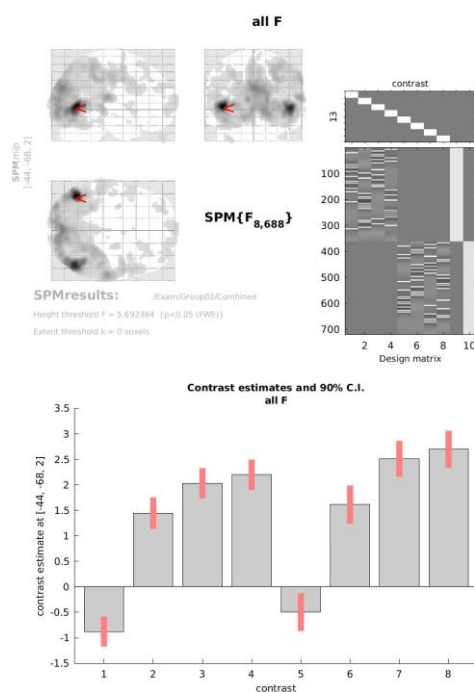 all F
SPMmip
[-44, -68, 2]
contrast
13
SPM{F8,688}
100
200
300
400
500
600
700
2 4 6 8 10
Design matrix
SPMresults: ./Exam/Group02/Combined
Height threshold F = 5.692384 {p<0.05 (FWE)}
Extent threshold k = 0 voxels
Contrast estimates and 90% C.I.
all F
contrast estimate at [-44, -68, 2]
3.5
3
2.5
2
1.5
1
0.5
0
-0.5
-1
-1.5
1 2 3 4 5 6 7 8
contrast